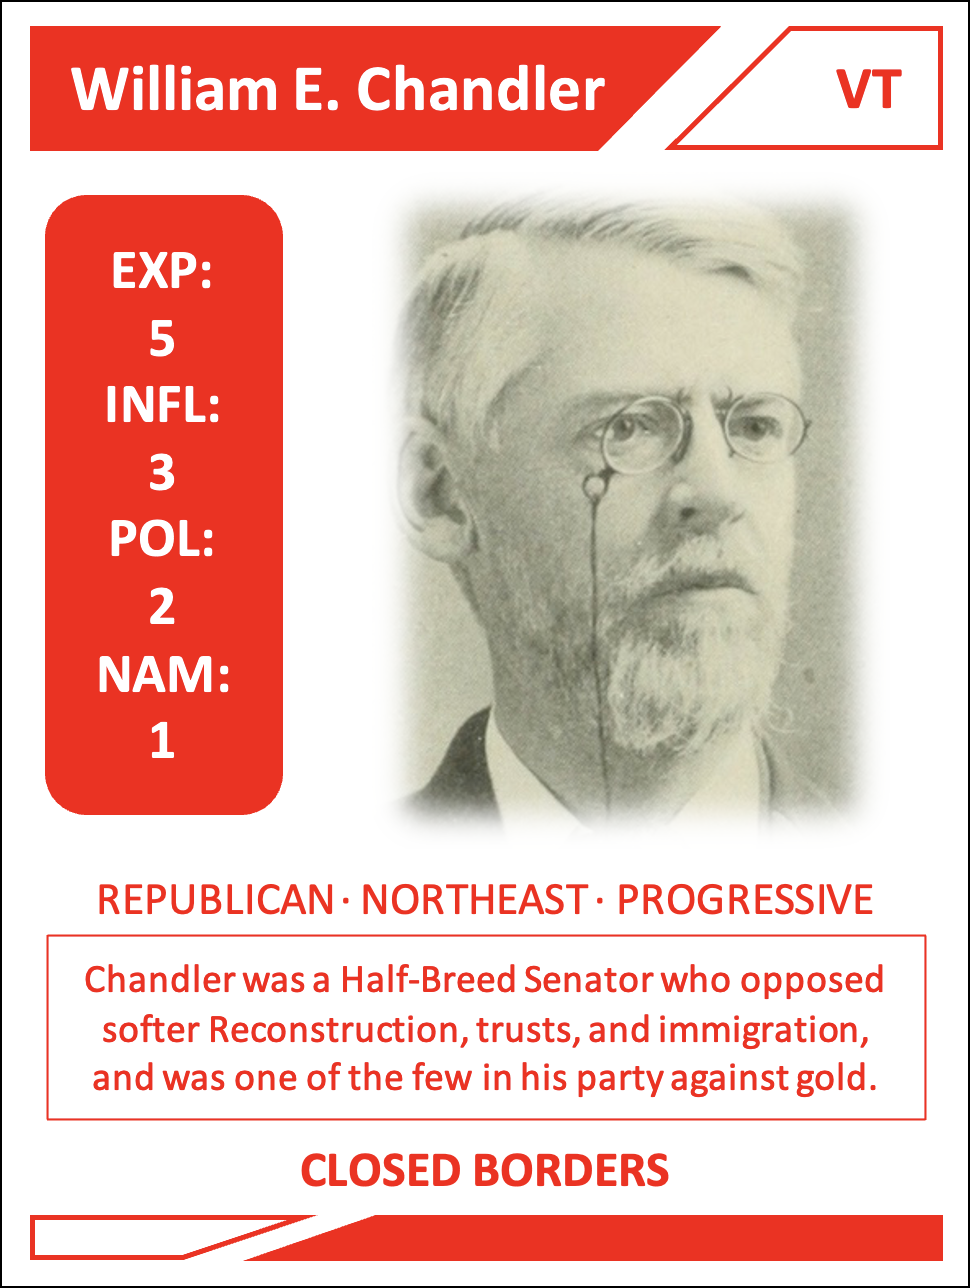 William E. Chandler
VT
EXP:
5
INFL:
3
POL:
2
NAM:
1
REPUBLICAN · NORTHEAST · PROGRESSIVE
Chandler was a Half-Breed Senator who opposed
softer Reconstruction, trusts, and immigration,
and was one of the few in his party against gold.
CLOSED BORDERS